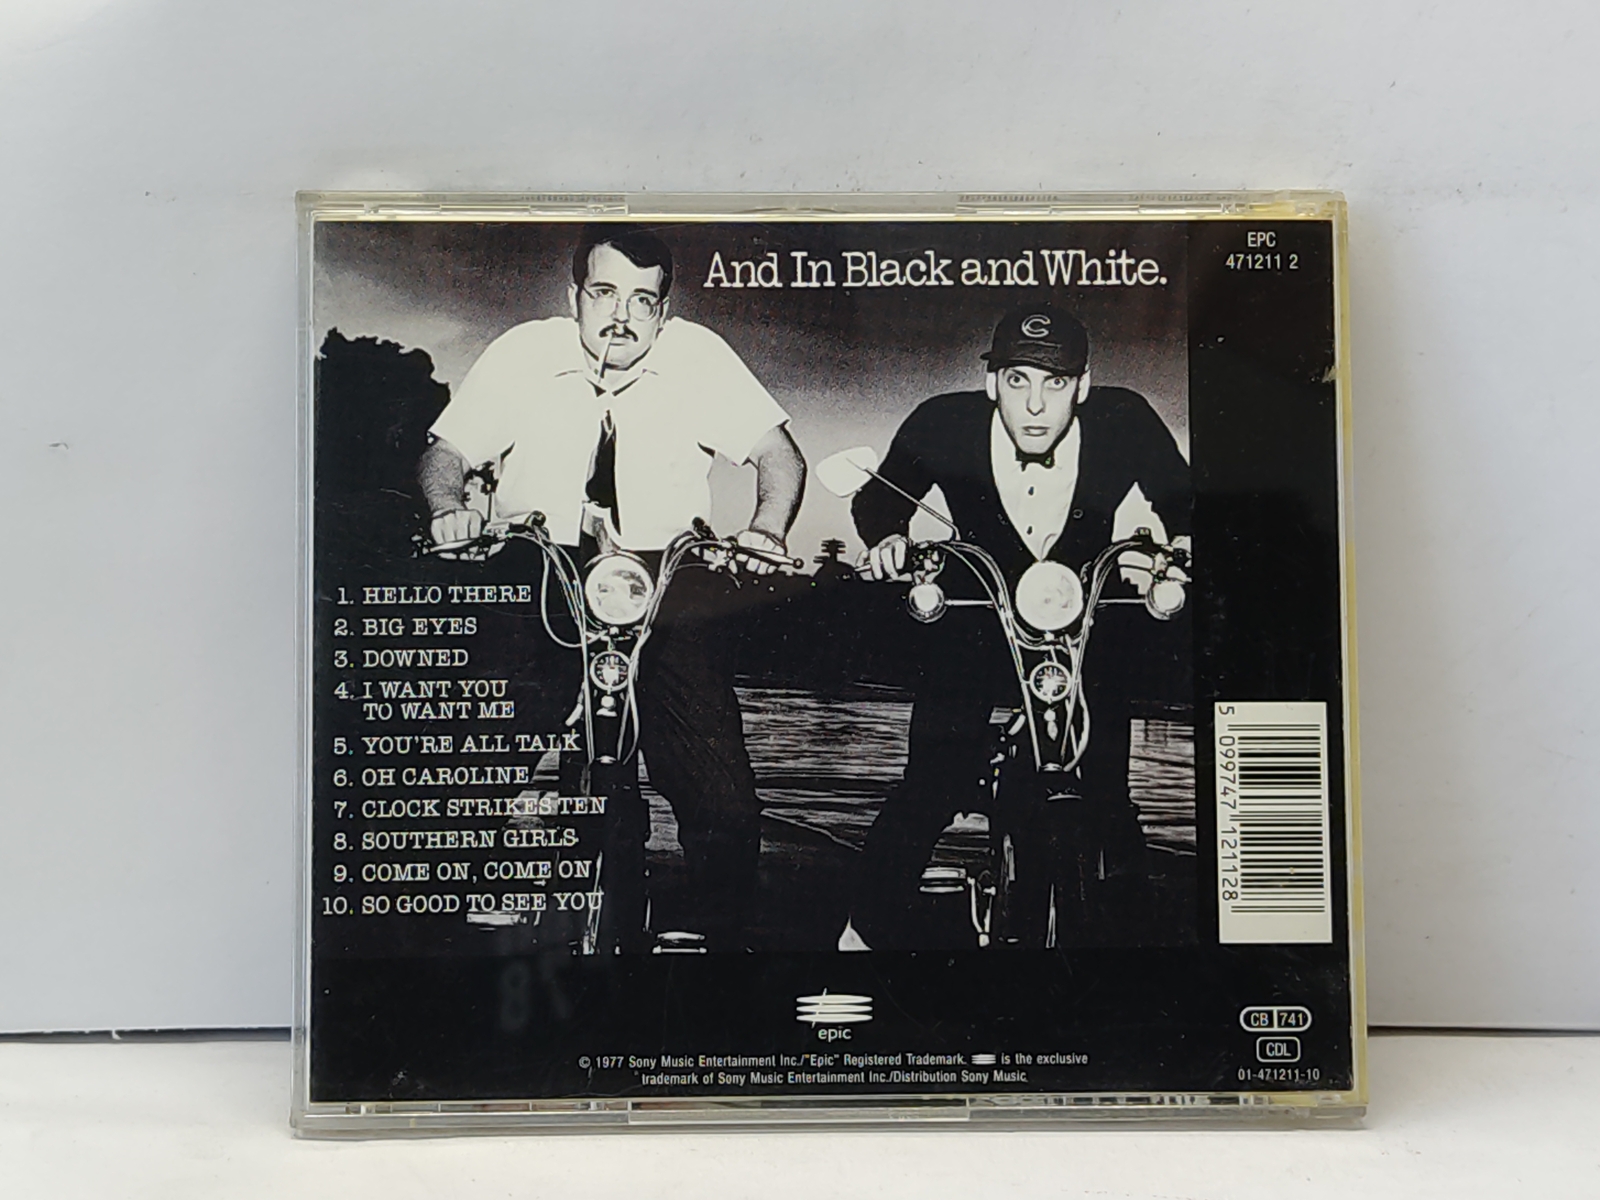 And In Black and White.
EPC
471211 2
C
1. HELLO THERE
2. BIG EYES
3. DOWNED
4. I WANT YOU
TO WANT ME
5. YOU'RE ALL TALK
6. OH CAROLINE
7. CLOCK STRIKES TEN
8. SOUTHERN GIRLS
9. COME ON, COME ON
10. SO GOOD TO SEE YOU
5 099747 121128
epic
CB 741
CDL
01-471211-10
© 1977 Sony Music Entertainment Inc./"Epic" Registered Trademark. is the exclusive
trademark of Sony Music Entertainment Inc./Distribution Sony Music